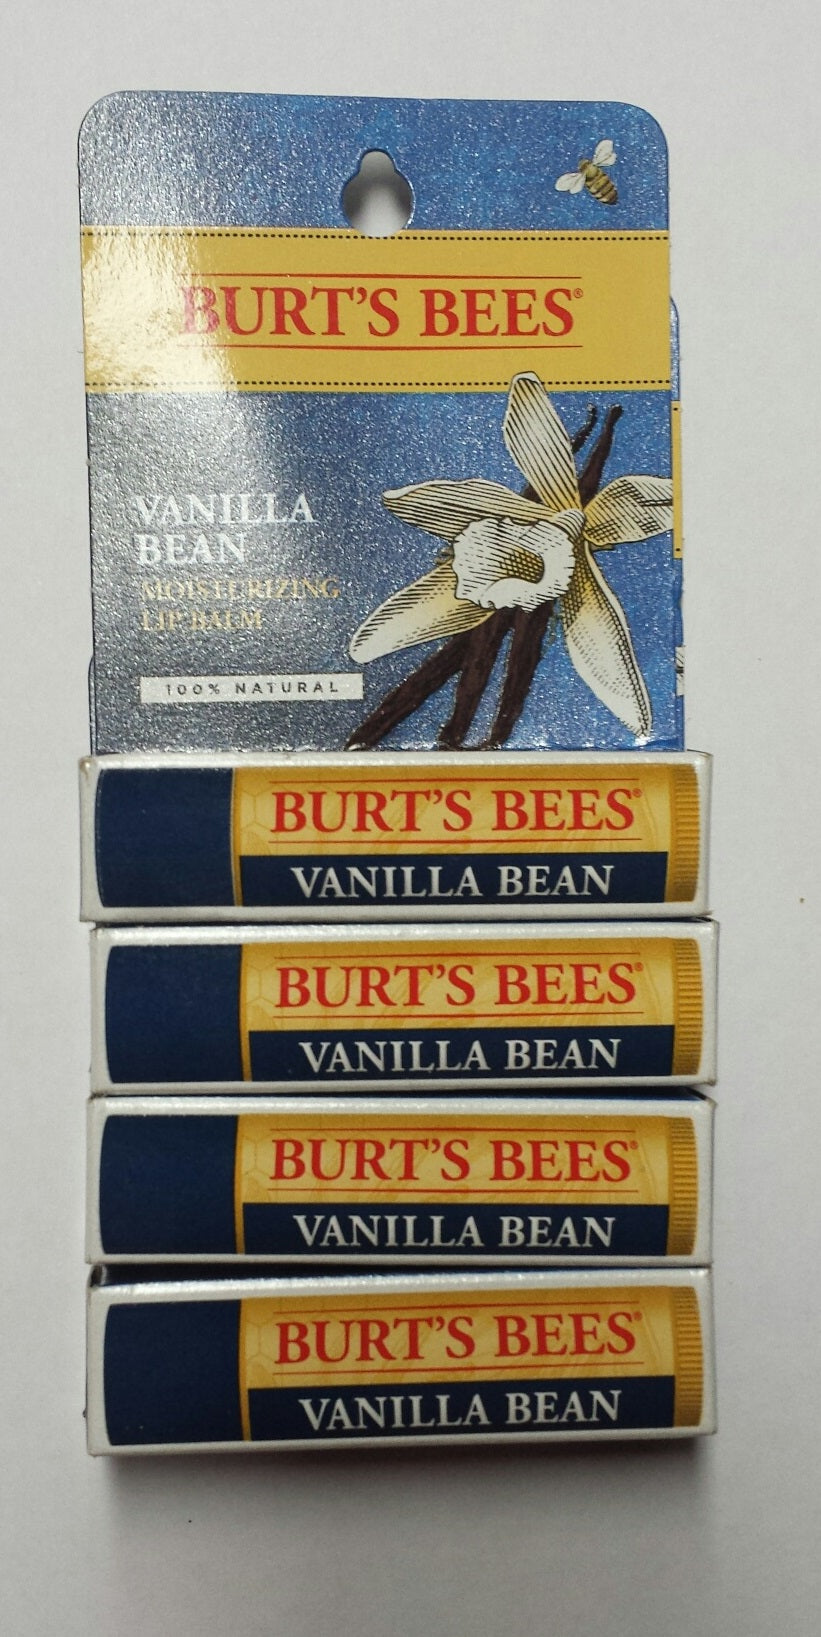 BURT'S BEES®
VANILLA
BEAN
MOISTURIZING
LIP BALM
100% NATURAL
BURT'S BEES®
VANILLA BEAN
BURT'S BEES®
VANILLA BEAN
BURT'S BEES®
VANILLA BEAN
BURT'S BEES®
VANILLA BEAN